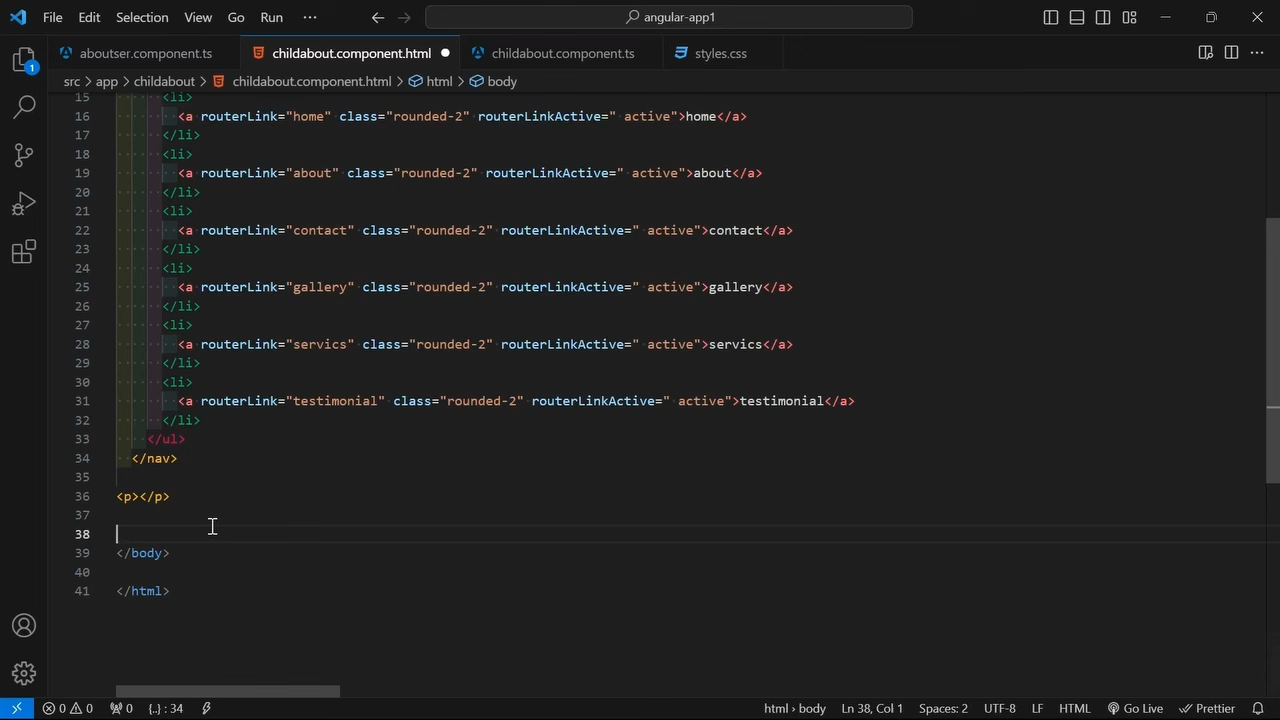 File Edit Selection View Go Run ··· angular-app1
aboutser.component.ts childabout.component.html childabout.component.ts styles.css
src > app > childabout > childabout.component.html > html > body
1
15 <li>
16 <a routerLink="home" class="rounded-2" routerLinkActive=" active">home</a>
17 </li>
18 <li>
19 <a routerLink="about" class="rounded-2" routerLinkActive=" active">about</a>
20 </li>
21 <li>
22 <a routerLink="contact" class="rounded-2" routerLinkActive=" active">contact</a>
23 </li>
24 <li>
25 <a routerLink="gallery" class="rounded-2" routerLinkActive=" active">gallery</a>
26 </li>
27 <li>
28 <a routerLink="servics" class="rounded-2" routerLinkActive=" active">servics</a>
29 </li>
30 <li>
31 <a routerLink="testimonial" class="rounded-2" routerLinkActive=" active">testimonial</a>
32 </li>
33 </ul>
34 </nav>
35
36 <p></p>
37
38
39 </body>
40
41 </html>
0 0 0 {..} : 34 html > body Ln 38, Col 1 Spaces: 2 UTF-8 LF HTML Go Live Prettier